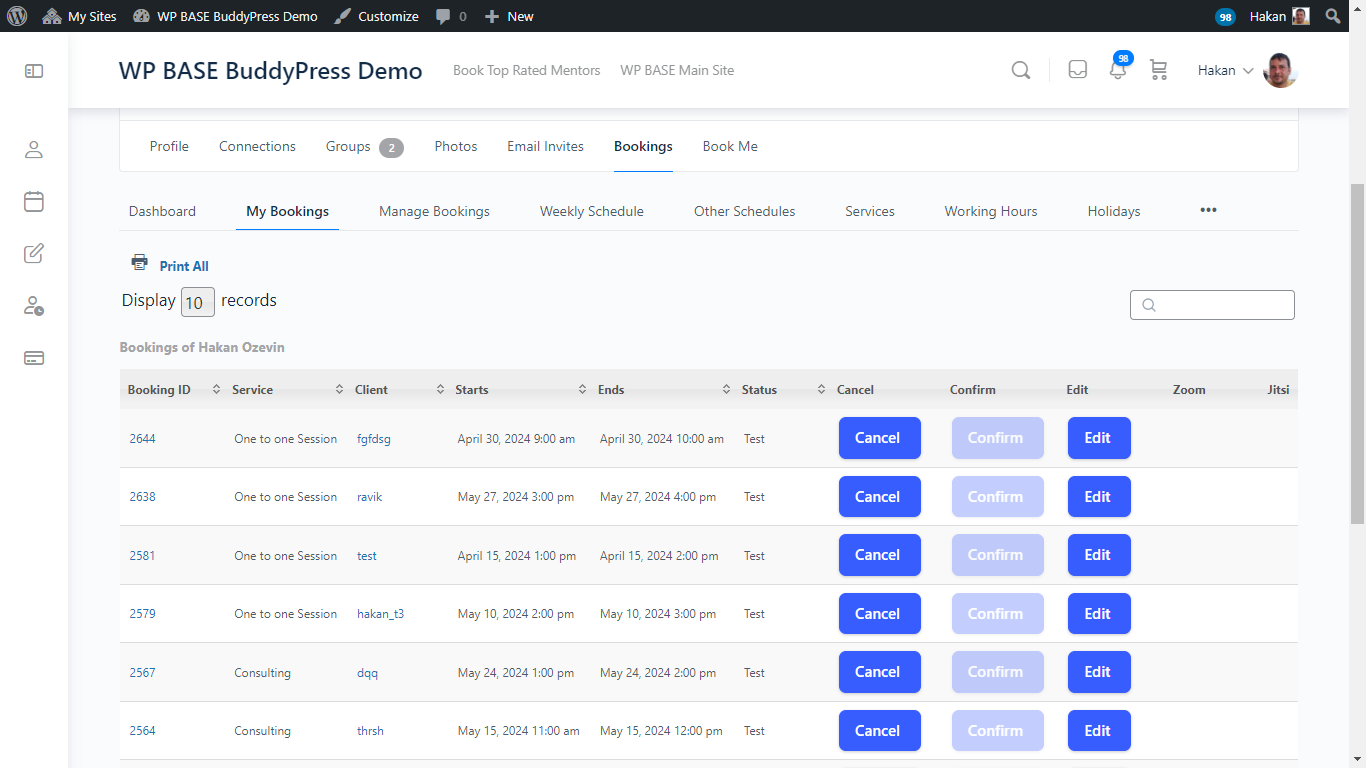 My Sites WP BASE BuddyPress Demo Customize 0 New 98 Hakan
WP BASE BuddyPress Demo Book Top Rated Mentors WP BASE Main Site 98 Hakan
Profile Connections Groups 2 Photos Email Invites Bookings Book Me
Dashboard My Bookings Manage Bookings Weekly Schedule Other Schedules Services Working Hours Holidays •••
Print All
Display 10 records
Bookings of Hakan Ozevin
Booking ID Service Client Starts Ends Status Cancel Confirm Edit Zoom Jitsi
2644 One to one Session fgfdsg April 30, 2024 9:00 am April 30, 2024 10:00 am Test Cancel Confirm Edit
2638 One to one Session ravik May 27, 2024 3:00 pm May 27, 2024 4:00 pm Test Cancel Confirm Edit
2581 One to one Session test April 15, 2024 1:00 pm April 15, 2024 2:00 pm Test Cancel Confirm Edit
2579 One to one Session hakan_t3 May 10, 2024 2:00 pm May 10, 2024 3:00 pm Test Cancel Confirm Edit
2567 Consulting dqq May 24, 2024 1:00 pm May 24, 2024 2:00 pm Test Cancel Confirm Edit
2564 Consulting thrsh May 15, 2024 11:00 am May 15, 2024 12:00 pm Test Cancel Confirm Edit